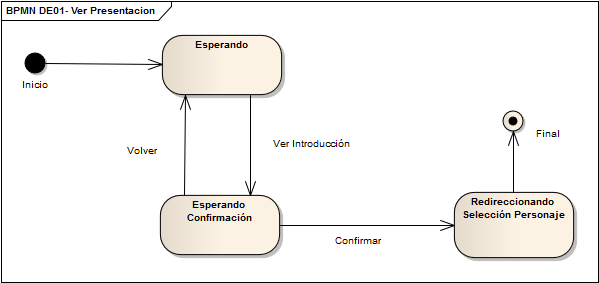 BPMN DE01- Ver Presentacion
Esperando
Inicio
Volver
Ver Introducción
Final
Esperando
Confirmación
Redireccionando
Selección Personaje
Confirmar